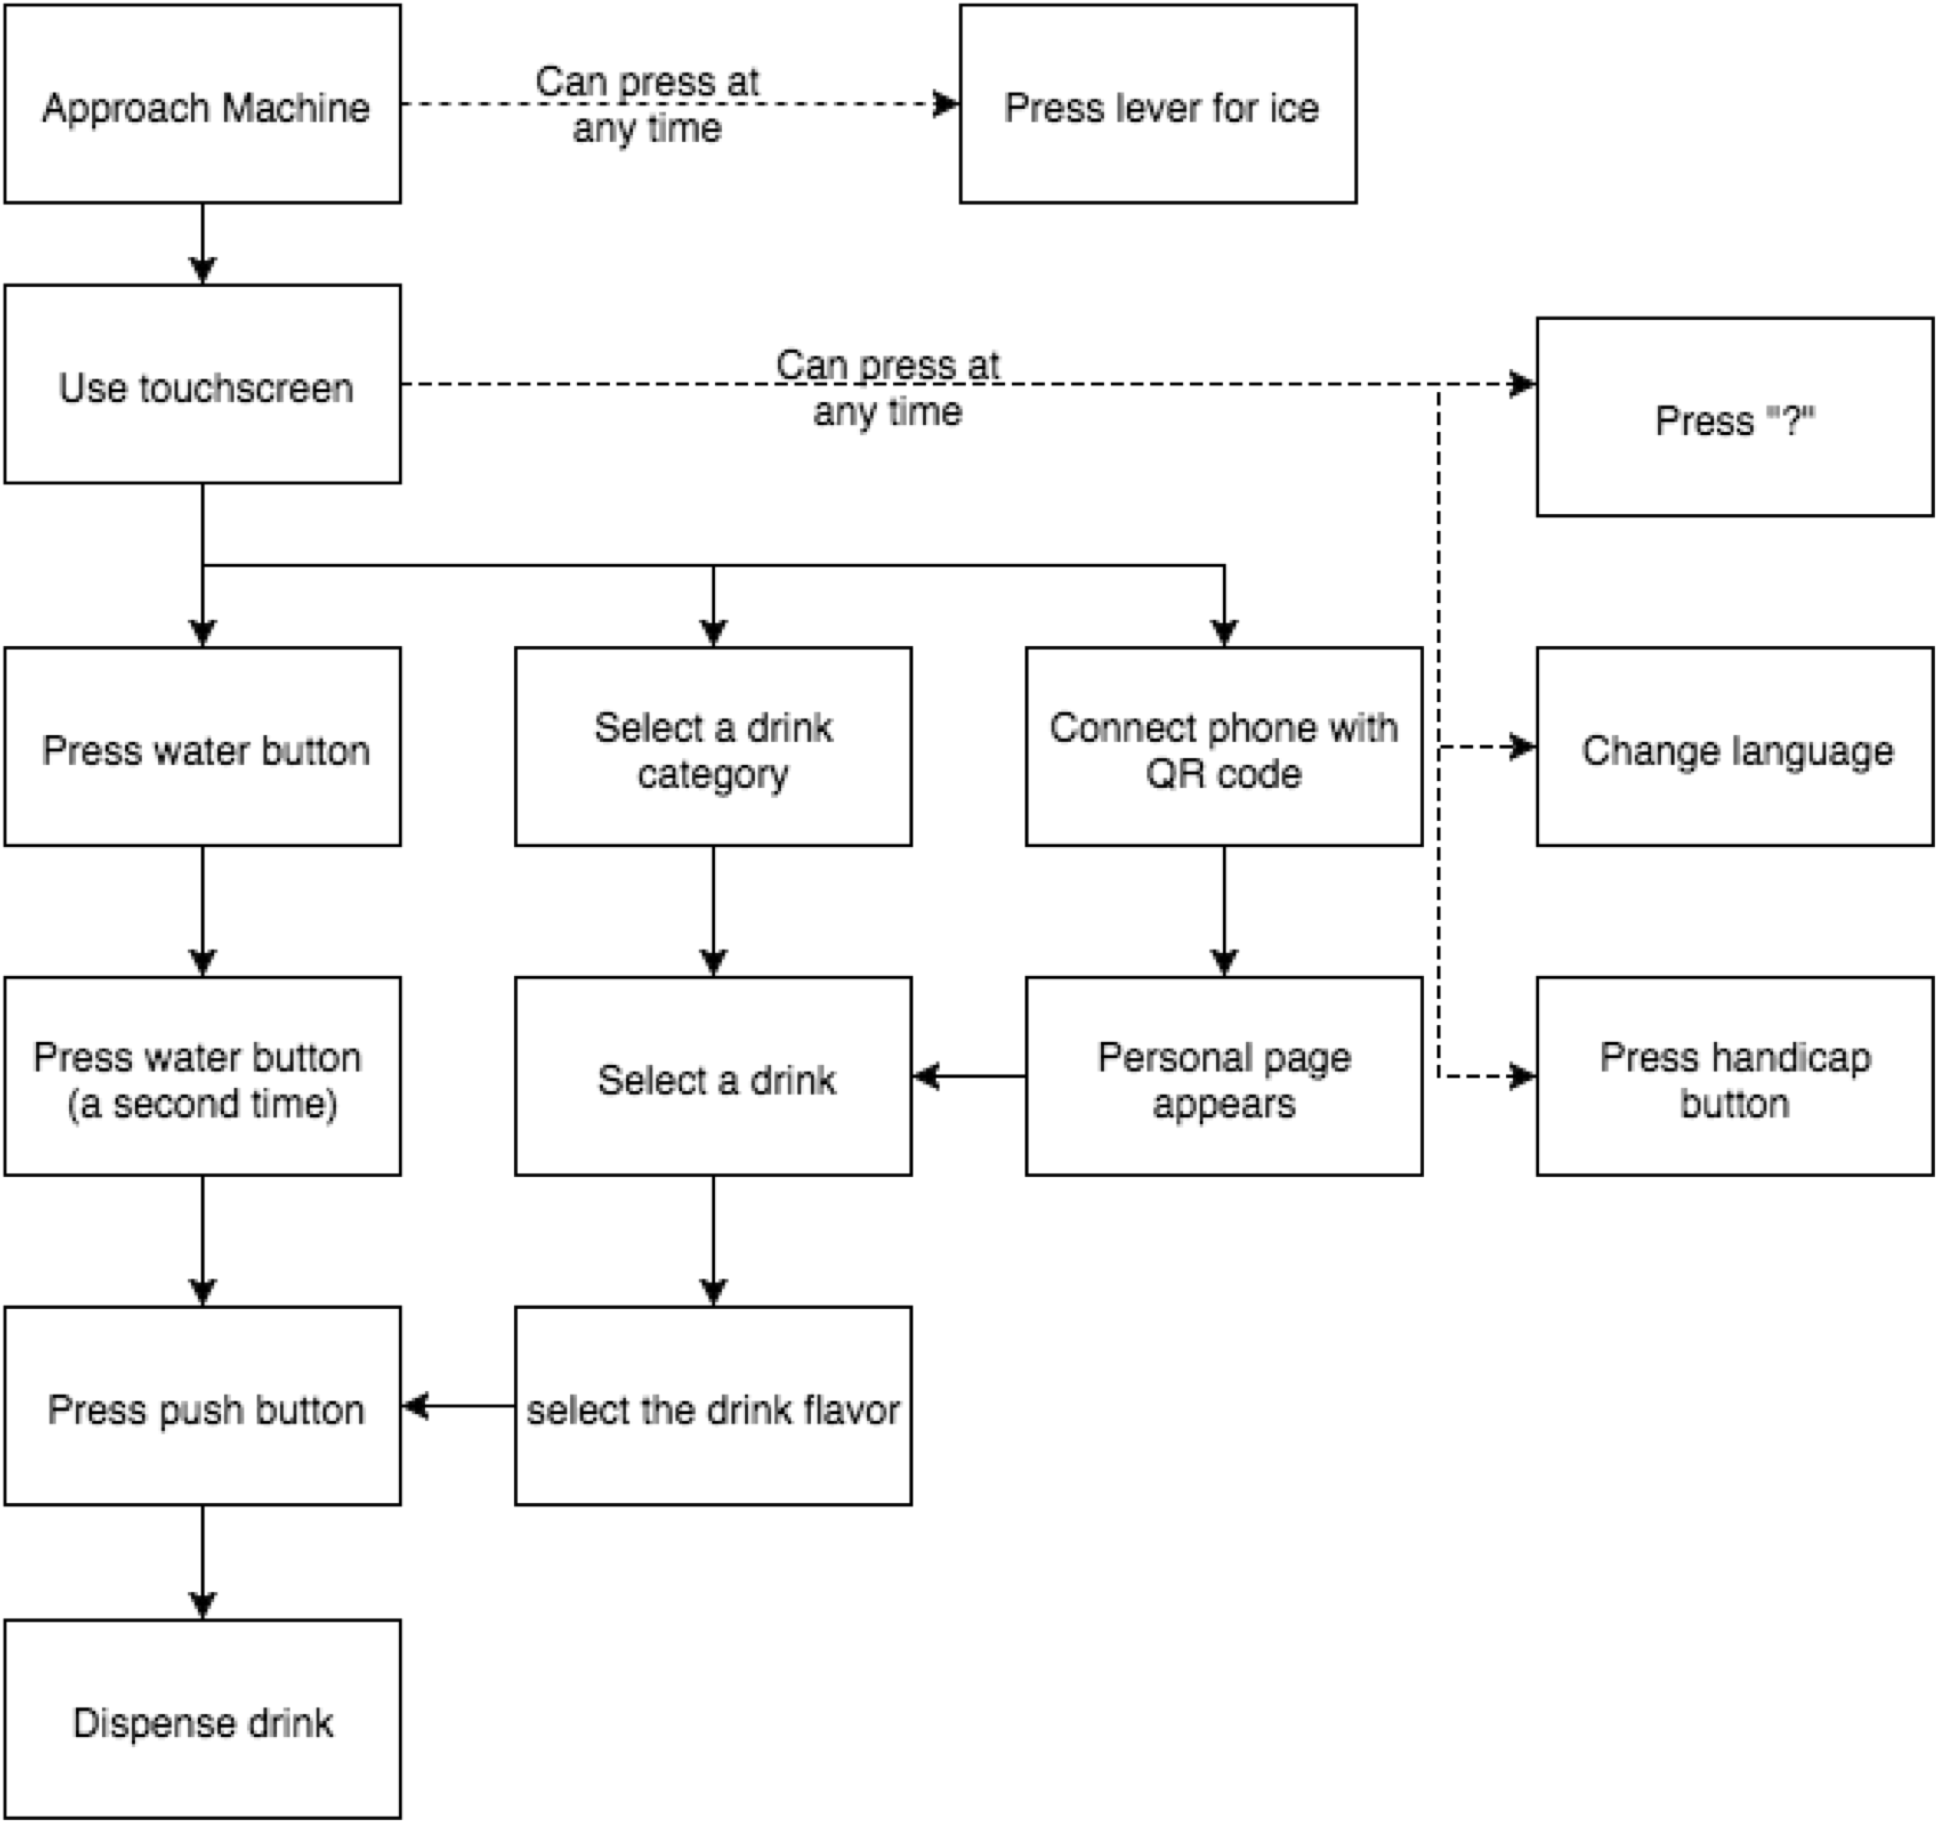 Approach Machine
Can press at
any time
Press lever for ice
Use touchscreen
Can press at
any time
Press "?"
Press water button
Select a drink
category
Connect phone with
QR code
Change language
Press water button
(a second time)
Select a drink
Personal page
appears
Press handicap
button
Press push button
select the drink flavor
Dispense drink